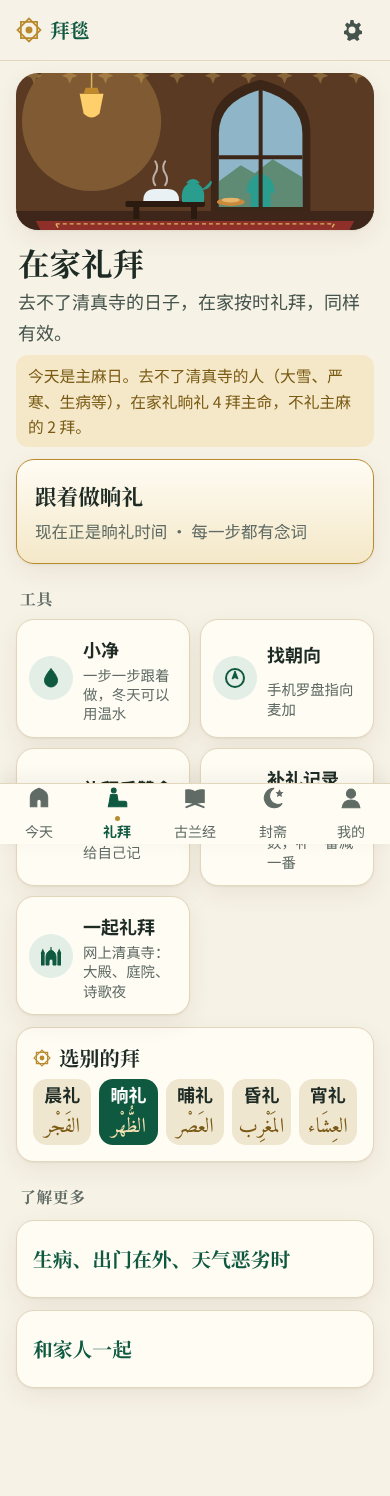 拜毯
在家礼拜
去不了清真寺的日子，在家按时礼拜，同样
有效。
今天是主麻日。去不了清真寺的人（大雪、严
寒、生病等），在家礼晌礼 4 拜主命，不礼主麻
的 2 拜。
跟着做晌礼
现在正是晌礼时间 · 每一步都有念词
工具
小净
一步一步跟着
做，冬天可以
用温水
找朝向
手机罗盘指向
麦加
补礼记录
今天
礼拜
古兰经
封斋
我的
给自己记
一番
一起礼拜
网上清真寺：
大殿、庭院、
诗歌夜
选别的拜
晨礼
الفَجْر
晌礼
الظُّهْر
晡礼
العَصْر
昏礼
المَغْرِب
宵礼
العِشَاء
了解更多
生病、出门在外、天气恶劣时
和家人一起